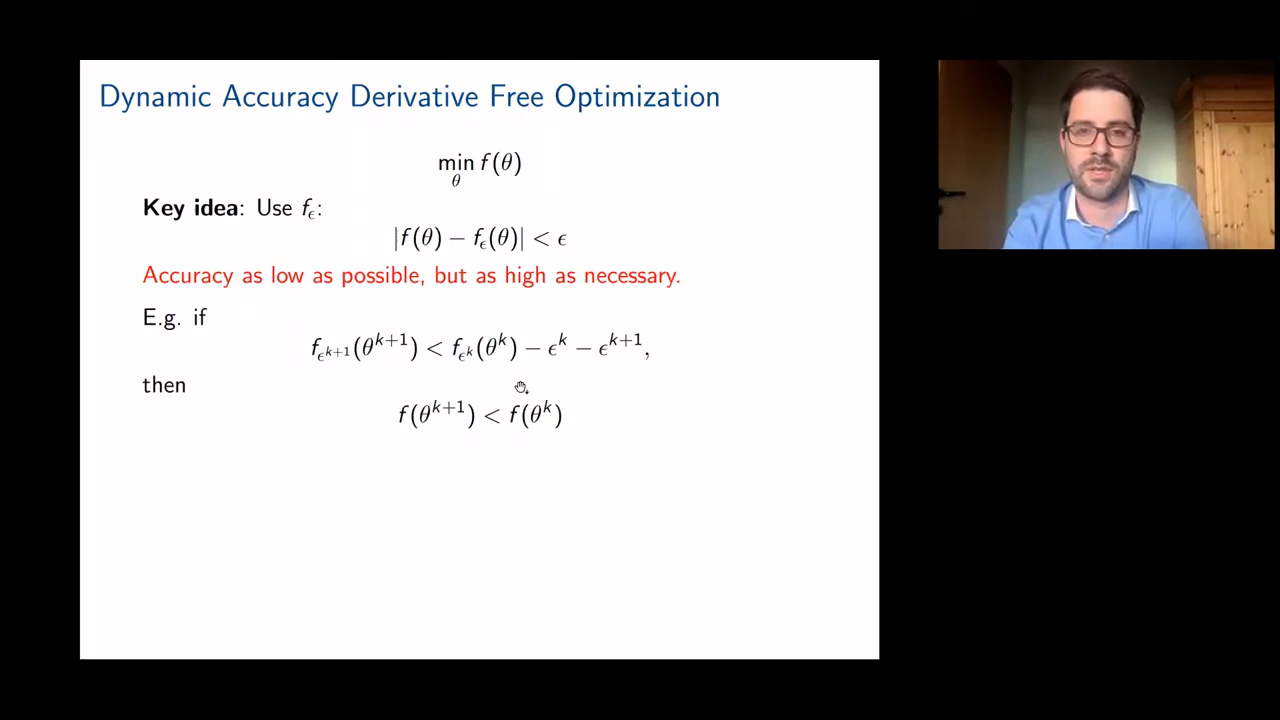 Dynamic Accuracy Derivative Free Optimization
min f(θ)
θ
Key idea: Use f_ϵ:
|f(θ) − f_ϵ(θ)| < ϵ
Accuracy as low as possible, but as high as necessary.
E.g. if
f_{ϵ^{k+1}}(θ^{k+1}) < f_{ϵ^k}(θ^k) − ϵ^k − ϵ^{k+1},
then
f(θ^{k+1}) < f(θ^k)